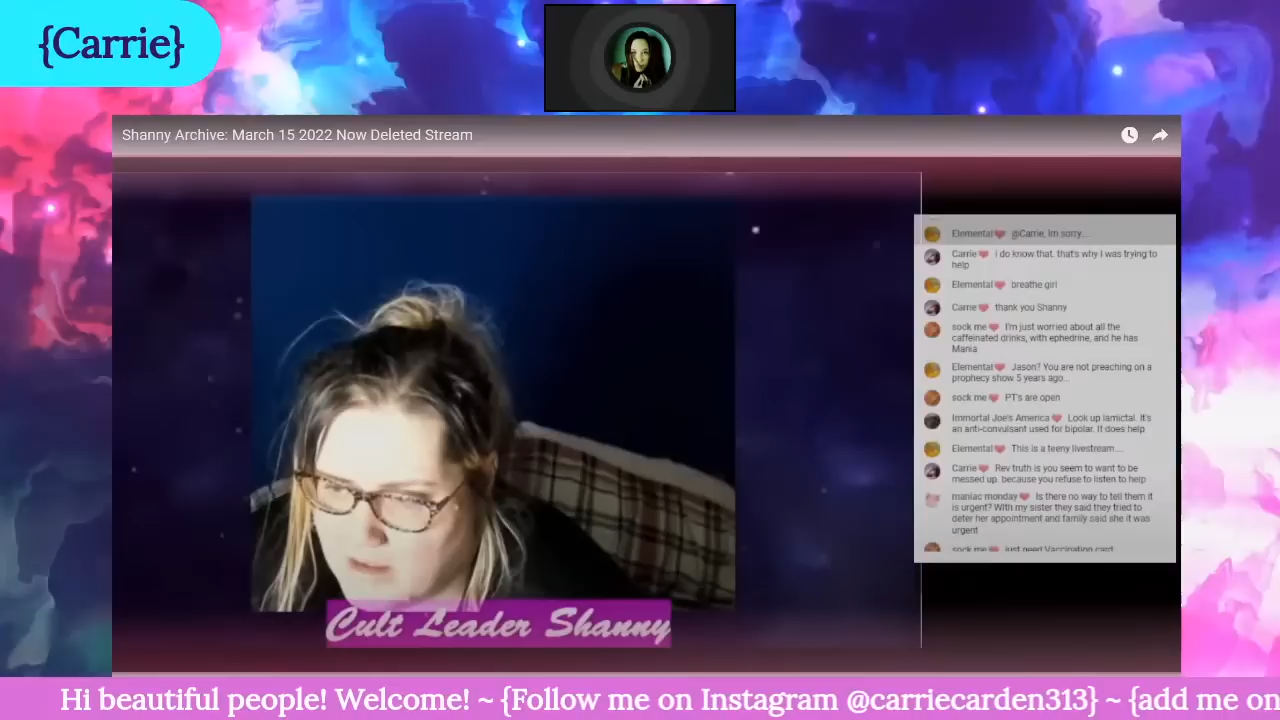 {Carrie}
Shanny Archive: March 15 2022 Now Deleted Stream
Elemental @Carrie, Im sorry....
Carrie i do know that. that's why I was trying to
help
Elemental breathe girl
Carrie thank you Shanny
sock me I'm just worried about all the
caffeinated drinks, with ephedrine, and he has
Mania
Elemental Jason? You are not preaching on a
prophecy show 5 years ago...
sock me PT's are open
Immortal Joe's America Look up lamictal. It's
an anti-convulsant used for bipolar. It does help
Elemental This is a teeny livestream....
Carrie Rev truth is you seem to want to be
messed up. because you refuse to listen to help
maniac monday Is there no way to tell them it
is urgent? With my sister they said they tried to
defer her appointment and family said she it was
urgent
sock me just need Vaccination card
Cult Leader Shanny
Hi beautiful people! Welcome! ~ {Follow me on Instagram @carriecarden313} ~ {add me on